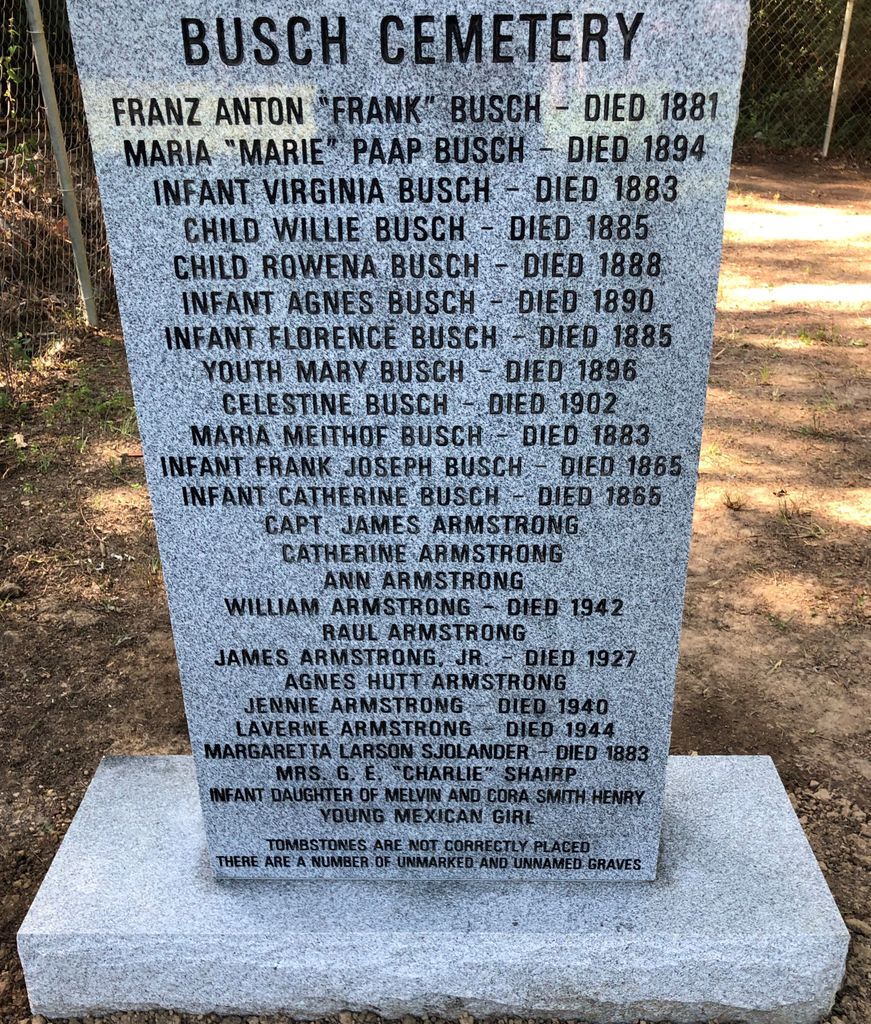 BUSCH CEMETERY
FRANZ ANTON "FRANK" BUSCH - DIED 1881
MARIA "MARIE" PAAP BUSCH - DIED 1894
INFANT VIRGINIA BUSCH - DIED 1883
CHILD WILLIE BUSCH - DIED 1885
CHILD ROWENA BUSCH - DIED 1888
INFANT AGNES BUSCH - DIED 1890
INFANT FLORENCE BUSCH - DIED 1885
YOUTH MARY BUSCH - DIED 1896
CELESTINE BUSCH - DIED 1902
MARIA MEITHOF BUSCH - DIED 1883
INFANT FRANK JOSEPH BUSCH - DIED 1865
INFANT CATHERINE BUSCH - DIED 1865
CAPT. JAMES ARMSTRONG
CATHERINE ARMSTRONG
ANN ARMSTRONG
WILLIAM ARMSTRONG - DIED 1942
RAUL ARMSTRONG
JAMES ARMSTRONG, JR. - DIED 1927
AGNES HUTT ARMSTRONG
JENNIE ARMSTRONG - DIED 1940
LAVERNE ARMSTRONG - DIED 1944
MARGARETTA LARSON SJOLANDER - DIED 1883
MRS. G. E. "CHARLIE" SHAIRP
INFANT DAUGHTER OF MELVIN AND CORA SMITH HENRY
YOUNG MEXICAN GIRL
TOMBSTONES ARE NOT CORRECTLY PLACED
THERE ARE A NUMBER OF UNMARKED AND UNNAMED GRAVES